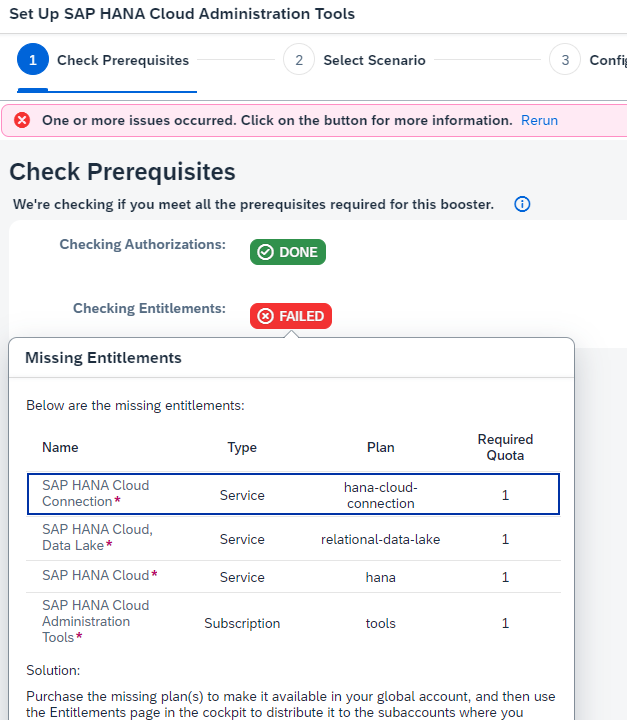 Set Up SAP HANA Cloud Administration Tools
1 Check Prerequisites 2 Select Scenario 3
One or more issues occurred. Click on the button for more information. Rerun
Check Prerequisites
We're checking if you meet all the prerequisites required for this booster.
Checking Authorizations: DONE
Checking Entitlements: FAILED
Missing Entitlements
Below are the missing entitlements:
Name Type Plan Required Quota
SAP HANA Cloud Connection* Service hana-cloud-connection 1
SAP HANA Cloud, Data Lake* Service relational-data-lake 1
SAP HANA Cloud* Service hana 1
SAP HANA Cloud Administration Tools* Subscription tools 1
Solution:
Purchase the missing plan(s) to make it available in your global account, and then use
the Entitlements page in the cockpit to distribute it to the subaccounts where you